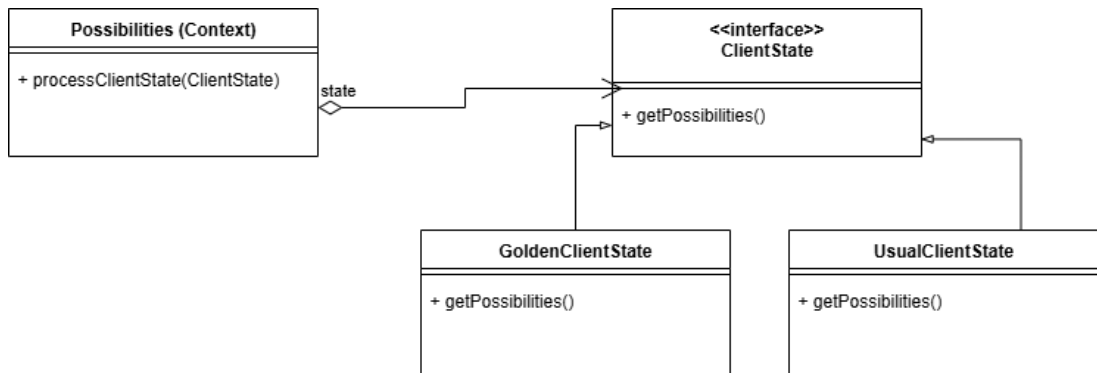 Possibilities (Context)
+ processClientState(ClientState)
state
<<interface>>
ClientState
+ getPossibilities()
GoldenClientState
+ getPossibilities()
UsualClientState
+ getPossibilities()